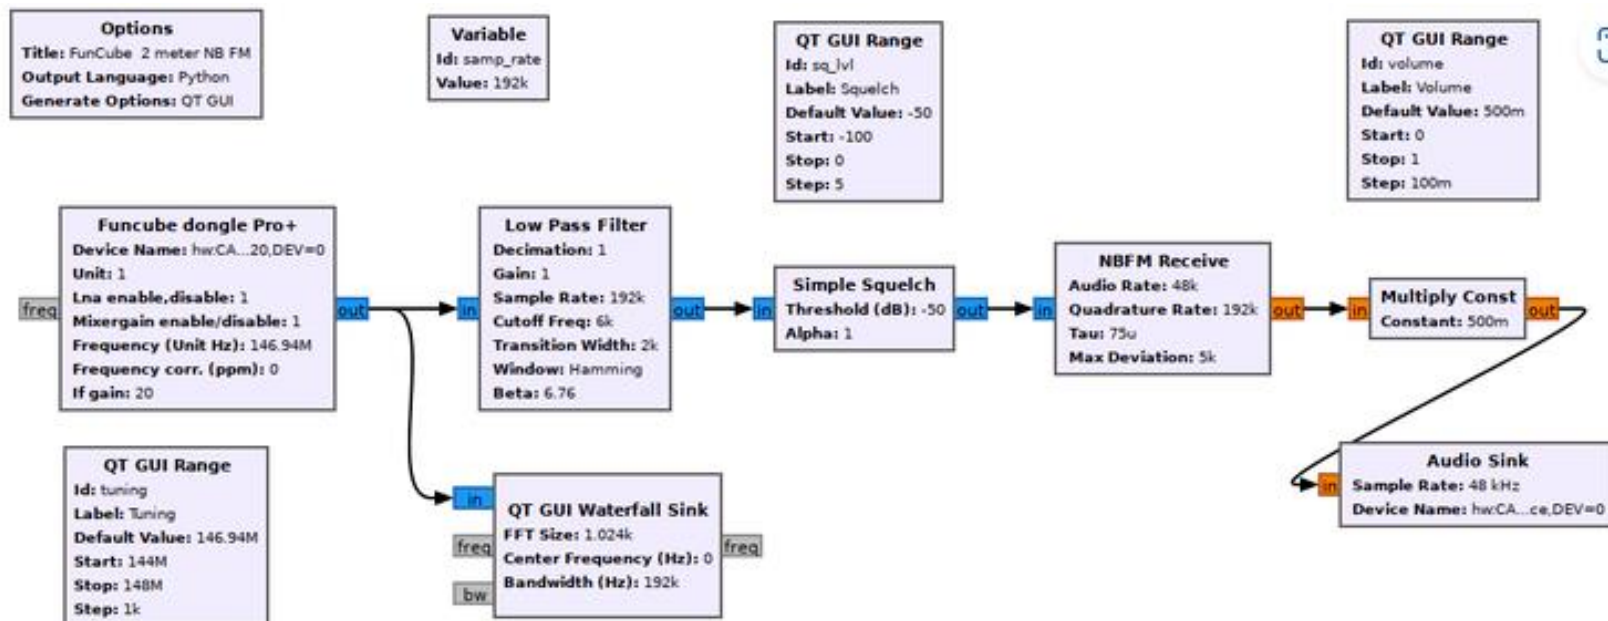 Options
Title: FunCube  2 meter NB FM
Output Language: Python
Generate Options: QT GUI
Variable
Id: samp_rate
Value: 192k
QT GUI Range
Id: sq_lvl
Label: Squelch
Default Value: -50
Start: -100
Stop: 0
Step: 5
QT GUI Range
Id: volume
Label: Volume
Default Value: 500m
Start: 0
Stop: 1
Step: 100m
freq
Funcube dongle Pro+
Device Name: hw:CA...20,DEV=0
Unit: 1
Lna enable,disable: 1
Mixergain enable/disable: 1
Frequency (Unit Hz): 146.94M
Frequency corr. (ppm): 0
If gain: 20
out
in
Low Pass Filter
Decimation: 1
Gain: 1
Sample Rate: 192k
Cutoff Freq: 6k
Transition Width: 2k
Window: Hamming
Beta: 6.76
out
in
Simple Squelch
Threshold (dB): -50
Alpha: 1
out
in
NBFM Receive
Audio Rate: 48k
Quadrature Rate: 192k
Tau: 75u
Max Deviation: 5k
out
in
Multiply Const
Constant: 500m
out
in
Audio Sink
Sample Rate: 48 kHz
Device Name: hw:CA...ce,DEV=0
QT GUI Range
Id: tuning
Label: Tuning
Default Value: 146.94M
Start: 144M
Stop: 148M
Step: 1k
in
freq
bw
QT GUI Waterfall Sink
FFT Size: 1.024k
Center Frequency (Hz): 0
Bandwidth (Hz): 192k
freq